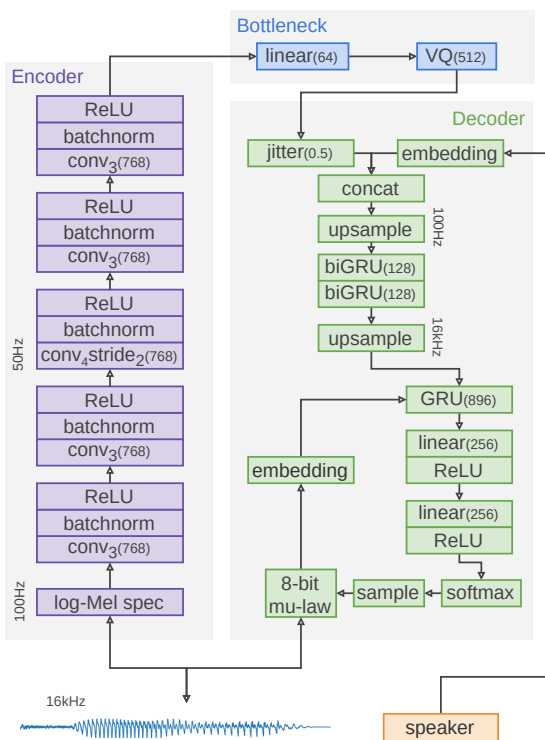 Bottleneck
linear(64)
VQ(512)
Encoder
ReLU
batchnorm
conv3(768)
ReLU
batchnorm
conv3(768)
50Hz
ReLU
batchnorm
conv4stride2(768)
ReLU
batchnorm
conv3(768)
ReLU
batchnorm
conv3(768)
100Hz
log-Mel spec
Decoder
jitter(0.5)
embedding
concat
100Hz
upsample
biGRU(128)
biGRU(128)
16kHz
upsample
GRU(896)
linear(256)
ReLU
embedding
linear(256)
ReLU
8-bit
mu-law
sample
softmax
16kHz
speaker